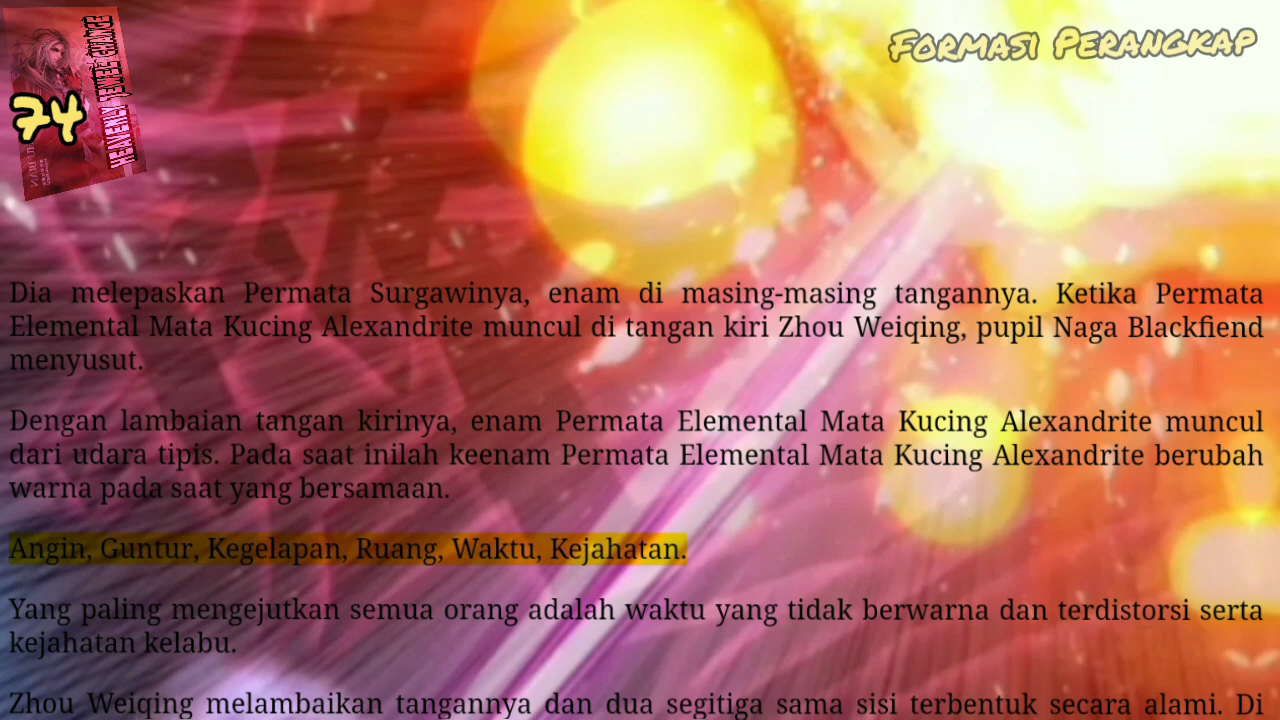 HEAVENLY JEWEL CHANGE
74
Formasi Perangkap
Dia melepaskan Permata Surgawinya, enam di masing-masing tangannya. Ketika Permata
Elemental Mata Kucing Alexandrite muncul di tangan kiri Zhou Weiqing, pupil Naga Blackfiend
menyusut.
Dengan lambaian tangan kirinya, enam Permata Elemental Mata Kucing Alexandrite muncul
dari udara tipis. Pada saat inilah keenam Permata Elemental Mata Kucing Alexandrite berubah
warna pada saat yang bersamaan.
Angin, Guntur, Kegelapan, Ruang, Waktu, Kejahatan.
Yang paling mengejutkan semua orang adalah waktu yang tidak berwarna dan terdistorsi serta
kejahatan kelabu.
Zhou Weiqing melambaikan tangannya dan dua segitiga sama sisi terbentuk secara alami. Di